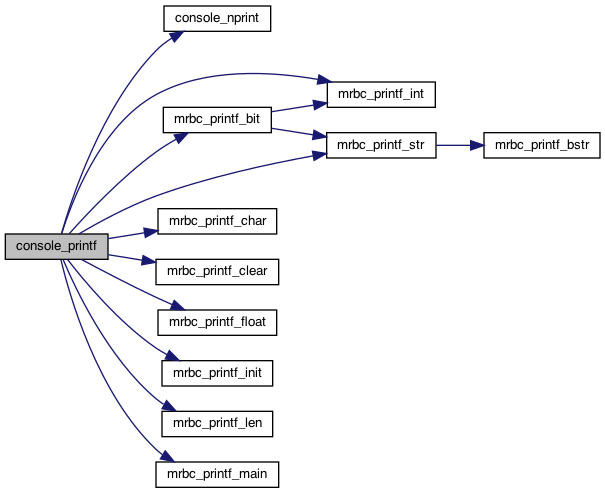 console_nprint
mrbc_printf_int
mrbc_printf_bit
mrbc_printf_str
mrbc_printf_bstr
mrbc_printf_char
console_printf
mrbc_printf_clear
mrbc_printf_float
mrbc_printf_init
mrbc_printf_len
mrbc_printf_main